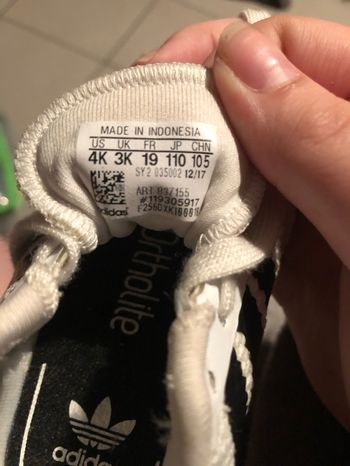 MADE IN INDONESIA
US UK FR JP CHN
4K 3K 19 110 105
SY2 035002 12/17
ART B37155
#119305917
adidas F2560XK100016
ortholite
adidas